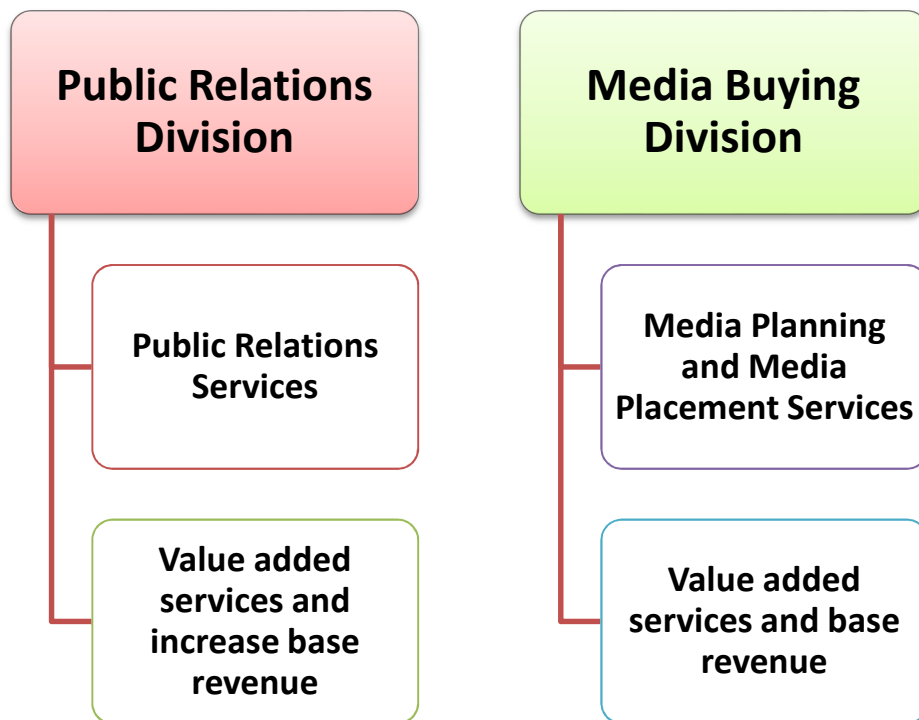 Public Relations
Division
Public Relations
Services
Value added
services and
increase base
revenue
Media Buying
Division
Media Planning
and Media
Placement Services
Value added
services and base
revenue